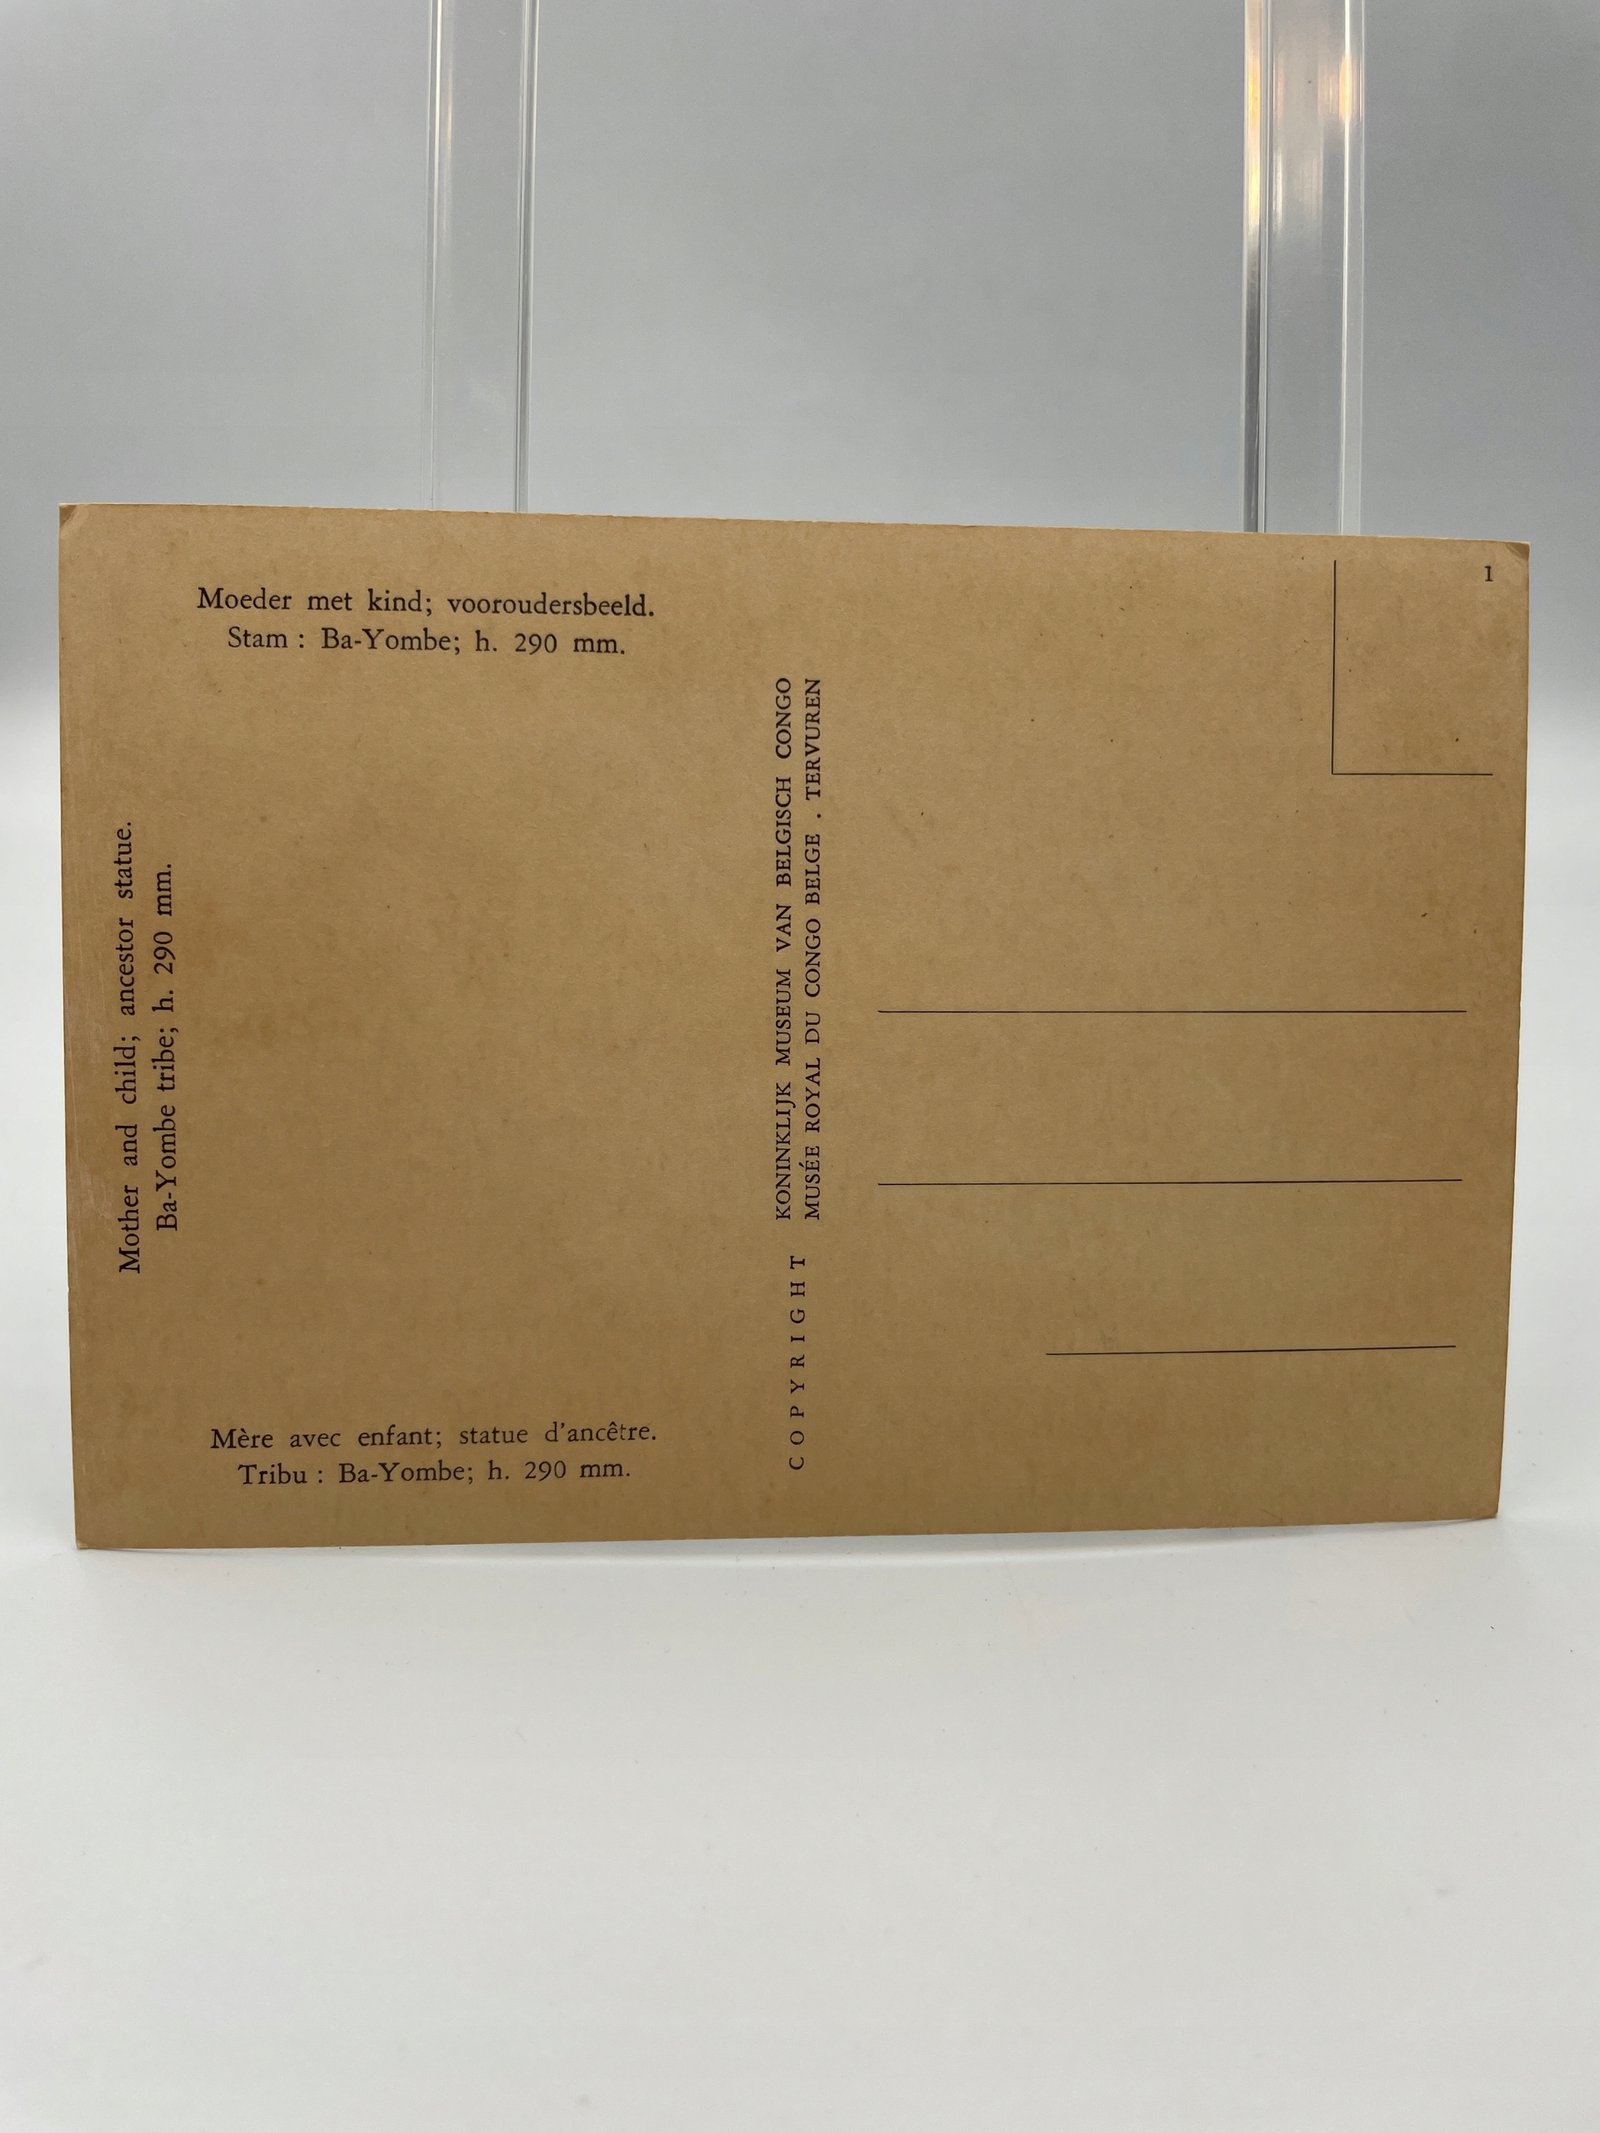 Moeder met kind; vooroudersbeeld.
Stam : Ba-Yombe; h. 290 mm.
Mother and child; ancestor statue.
Ba-Yombe tribe; h. 290 mm.
Mère avec enfant; statue d'ancêtre.
Tribu : Ba-Yombe; h. 290 mm.
COPYRIGHT
KONINKLIJK MUSEUM VAN BELGISCH CONGO
MUSÉE ROYAL DU CONGO BELGE . TERVUREN
1